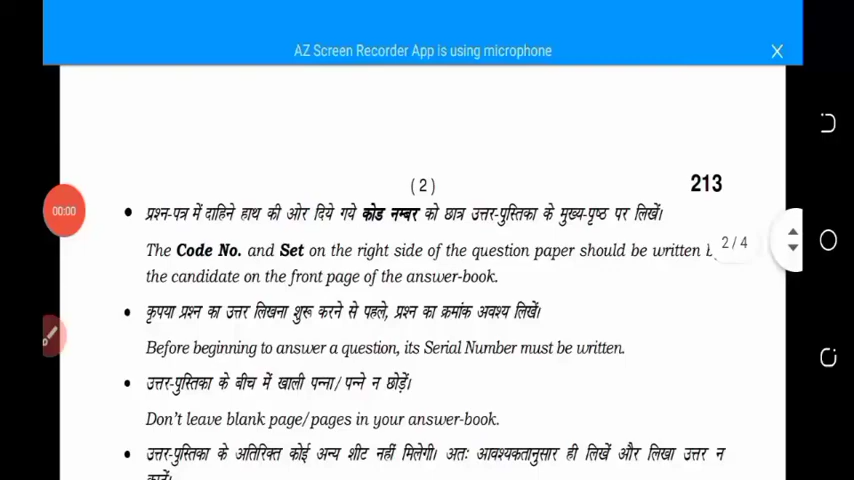 AZ Screen Recorder App is using microphone
( 2 )
213
00:00
• प्रश्न-पत्र में दाहिने हाथ की ओर दिये गये कोड नम्बर को छात्र उत्तर-पुस्तिका के मुख्य-पृष्ठ पर लिखें।
The Code No. and Set on the right side of the question paper should be written
2 / 4
the candidate on the front page of the answer-book.
• कृपया प्रश्न का उत्तर लिखना शुरू करने से पहले, प्रश्न का क्रमांक अवश्य लिखें।
Before beginning to answer a question, its Serial Number must be written.
• उत्तर-पुस्तिका के बीच में खाली पन्ना/पन्ने न छोड़ें।
Don't leave blank page/pages in your answer-book.
• उत्तर-पुस्तिका के अतिरिक्त कोई अन्य शीट नहीं मिलेगी। अतः आवश्यकतानुसार ही लिखें और लिखा उत्तर न